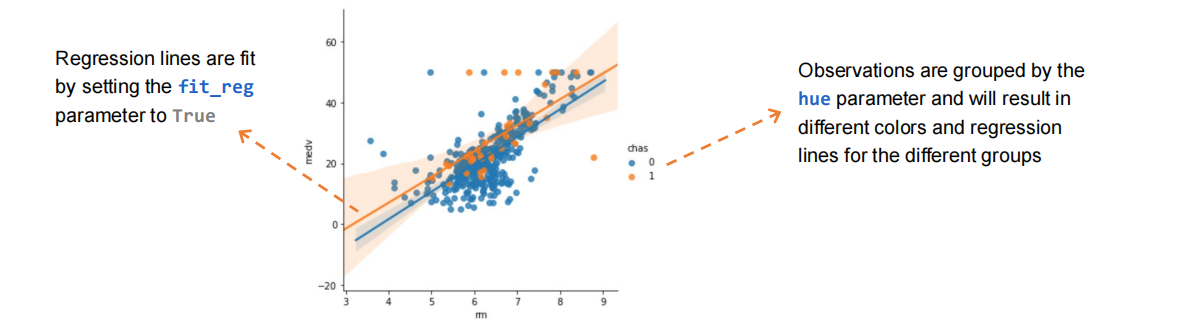 Regression lines are fit
by setting the fit_reg
parameter to True
60
40
20
0
−20
medv
3 4 5 6 7 8 9
rm
chas
0
1
Observations are grouped by the
hue parameter and will result in
different colors and regression
lines for the different groups